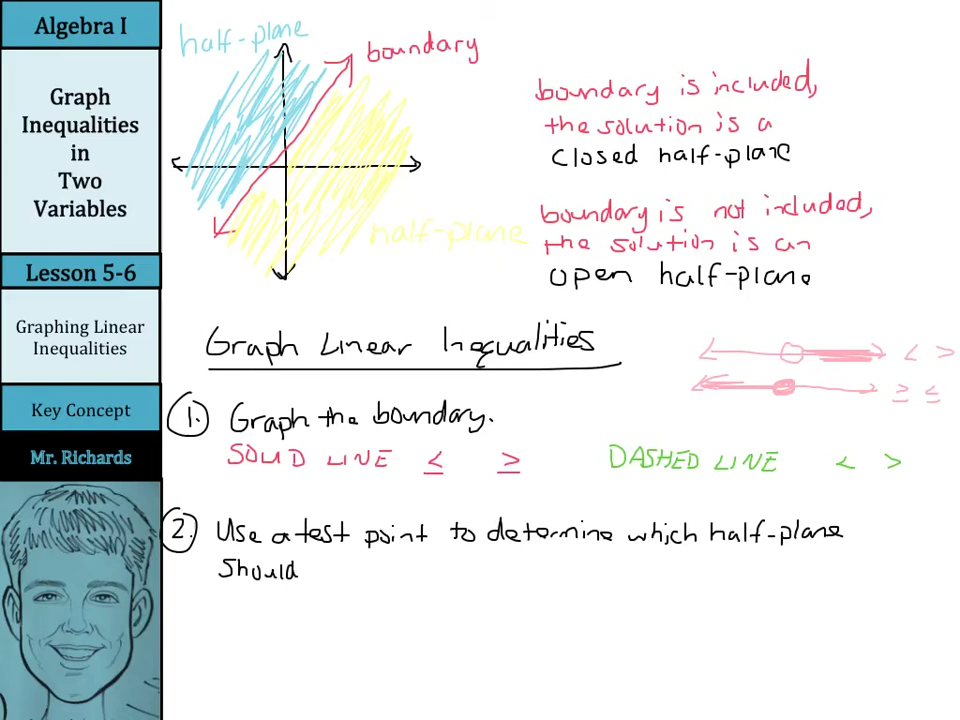 Algebra I
Graph
Inequalities
in
Two
Variables
Lesson 5-6
Graphing Linear
Inequalities
Key Concept
Mr. Richards
half-plane
boundary
half-plane
boundary is included,
the solution is a
closed half-plane
boundary is not included,
the solution is an
open half-plane
Graph Linear Inequalities
< >
≥ ≤
1. Graph the boundary.
SOLID LINE ≤ ≥
DASHED LINE < >
2. Use a test point to determine which half-plane
should